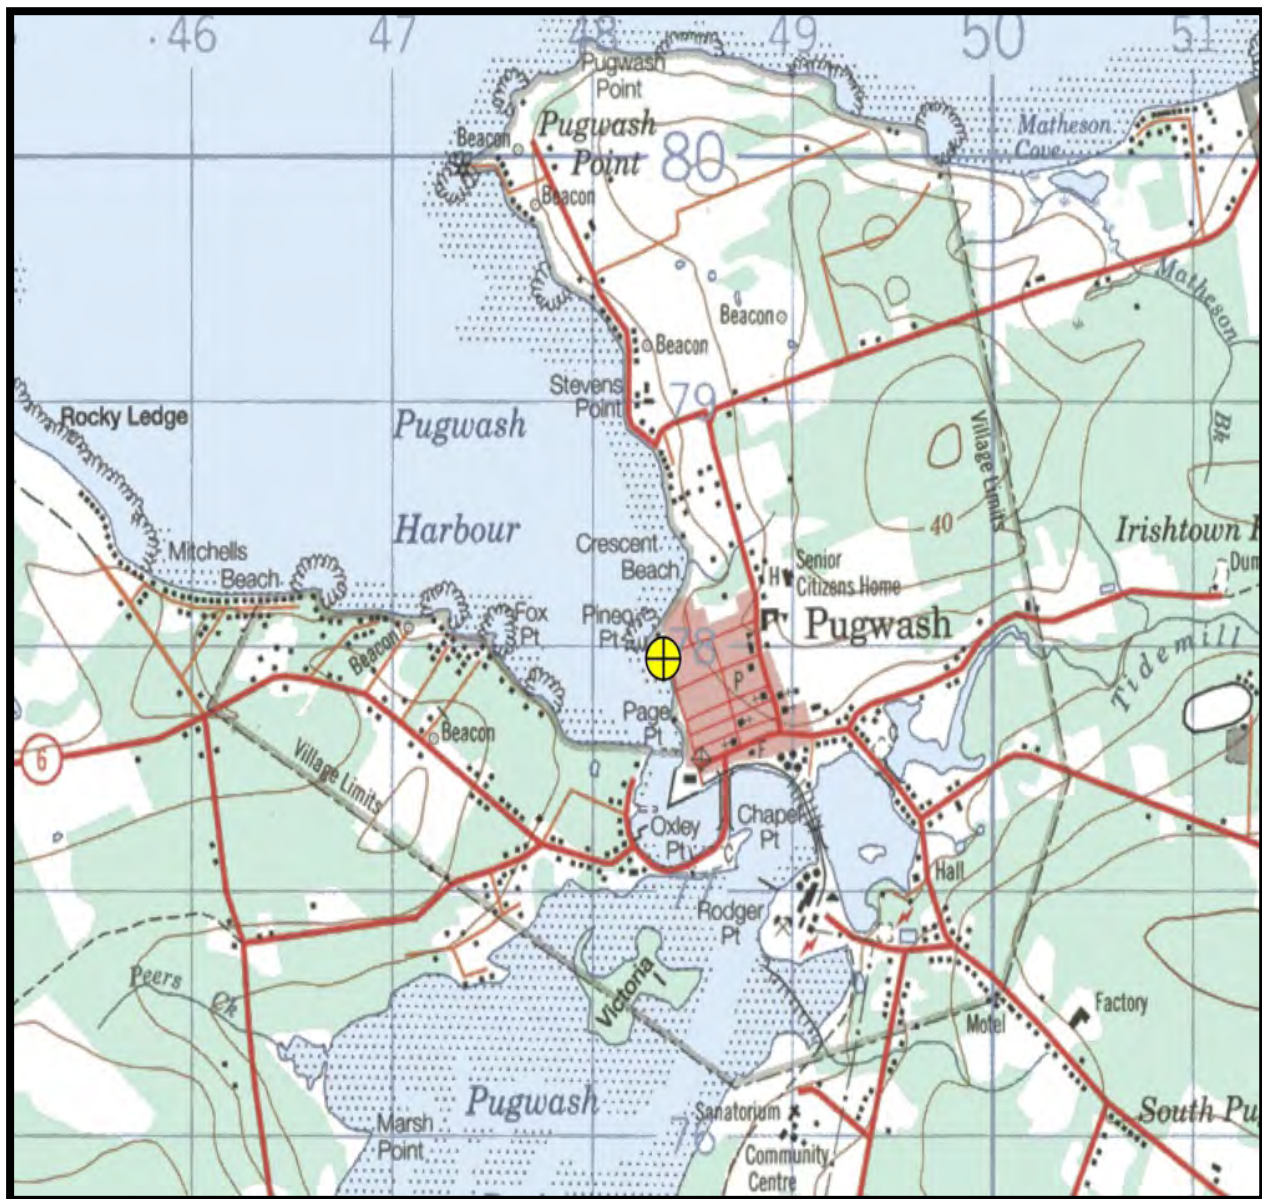 46
47
48
49
50
51
Pugwash
Point
Pugwash
Point
Beacon
80
Matheson
Cove
Beacon
Matheson
Bk
Beacon
Beacon
Stevens
Point
79
Rocky Ledge
Pugwash
Harbour
Village Limits
40
Irishtown
Crescent
Beach
Mitchells
Beach
H
Senior
Citizens Home
Dum
Fox
Pt
Pineo
Pt
78
Pugwash
Beacon
Tidemill
P
Page
Pt
Beacon
6
Village Limits
F
C
Oxley
Pt
Chapel
Pt
C
Hall
Rodger
Pt
Peers
Ck
Victoria
I
Factory
Motel
Pugwash
Sanatorium
76
South Pu
Marsh
Point
Community
Centre